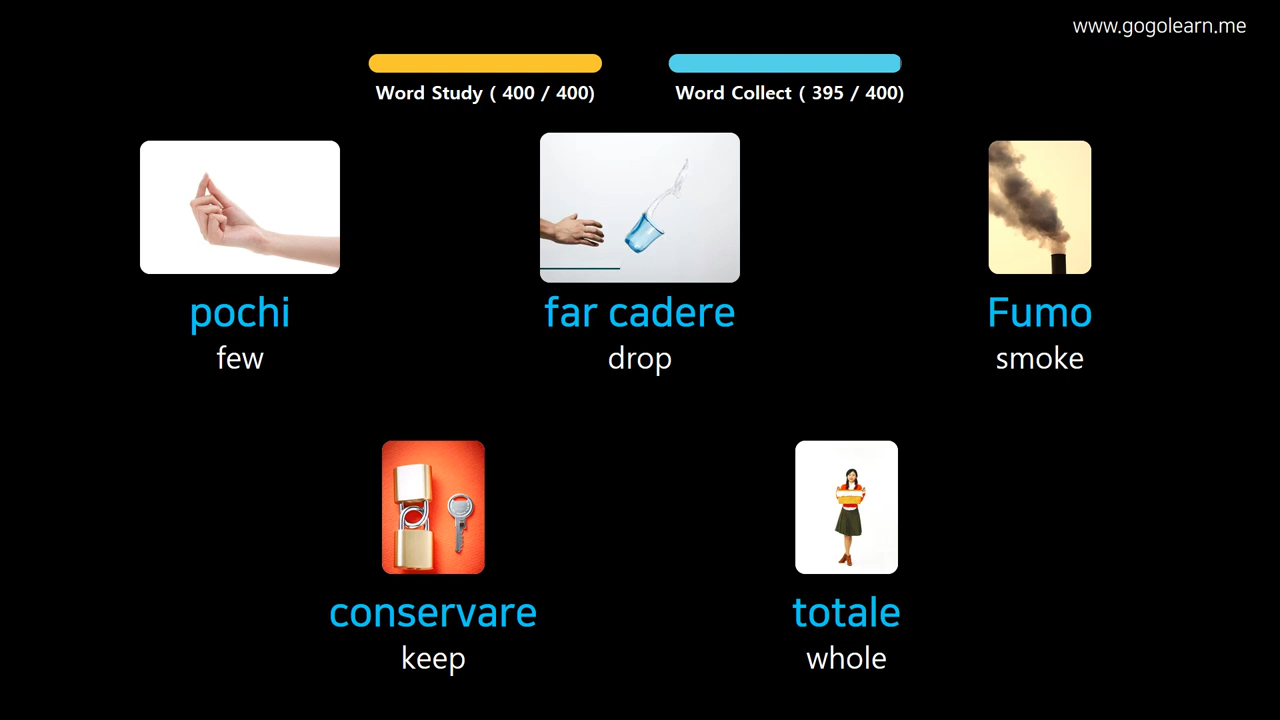 www.gogolearn.me
Word Study ( 400 / 400)
Word Collect ( 395 / 400)
pochi
few
far cadere
drop
Fumo
smoke
conservare
keep
totale
whole